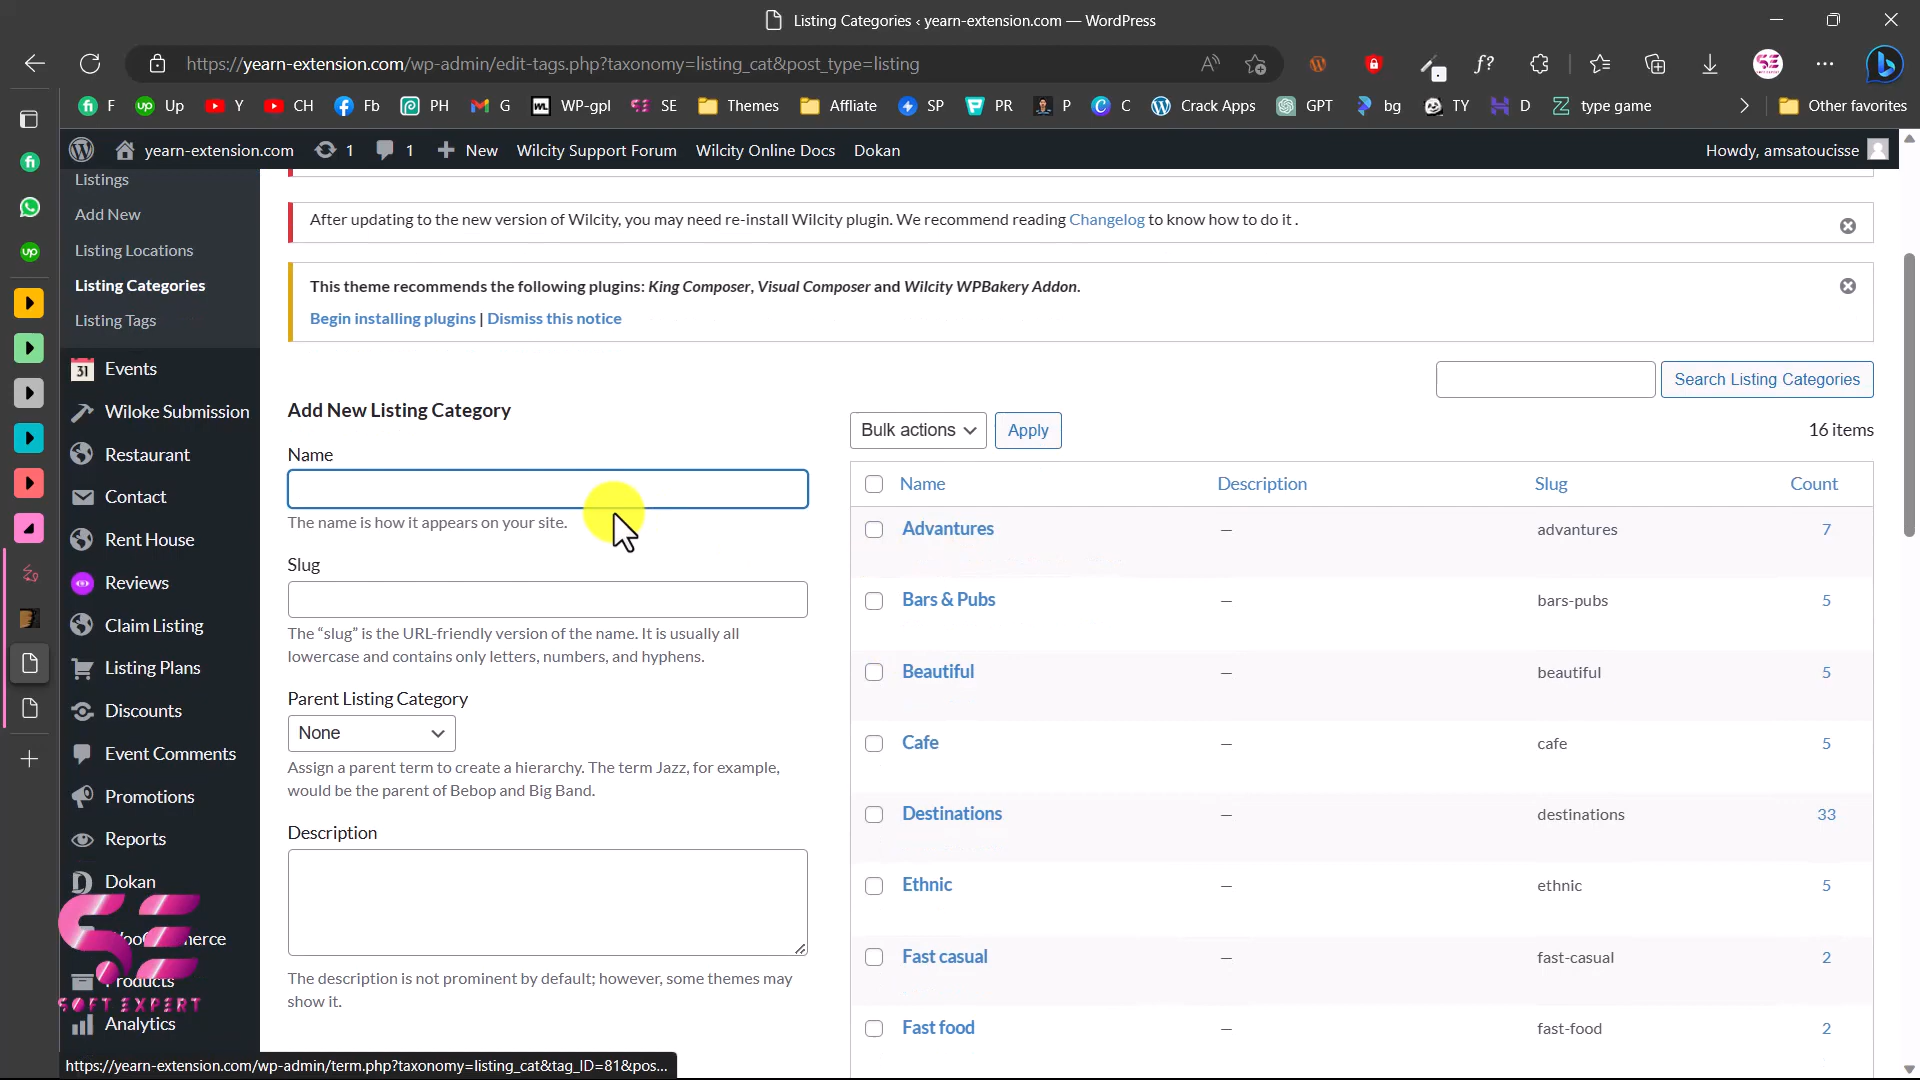 Listing Categories ‹ yearn-extension.com — WordPress
https://yearn-extension.com/wp-admin/edit-tags.php?taxonomy=listing_cat&post_type=listing
F Up Y CH Fb PH G WP-gpl SE Themes Affliate SP PR P C Crack Apps GPT bg TY D type game Other favorites
yearn-extension.com 1 1 New Wilcity Support Forum Wilcity Online Docs Dokan Howdy, amsatoucisse
Listings
Add New
Listing Locations
Listing Categories
Listing Tags
Events
Wiloke Submission
Restaurant
Contact
Rent House
Reviews
Claim Listing
Listing Plans
Discounts
Event Comments
Promotions
Reports
Dokan
Analytics
SOFT EXPERT
After updating to the new version of Wilcity, you may need re-install Wilcity plugin. We recommend reading Changelog to know how to do it .
This theme recommends the following plugins: King Composer, Visual Composer and Wilcity WPBakery Addon.
Begin installing plugins | Dismiss this notice
Search Listing Categories
Add New Listing Category
Name
The name is how it appears on your site.
Slug
The “slug” is the URL-friendly version of the name. It is usually all
lowercase and contains only letters, numbers, and hyphens.
Parent Listing Category
None
Assign a parent term to create a hierarchy. The term Jazz, for example,
would be the parent of Bebop and Big Band.
Description
The description is not prominent by default; however, some themes may
show it.
Bulk actions Apply 16 items
Name Description Slug Count
Advantures — advantures 7
Bars & Pubs — bars-pubs 5
Beautiful — beautiful 5
Cafe — cafe 5
Destinations — destinations 33
Ethnic — ethnic 5
Fast casual — fast-casual 2
Fast food — fast-food 2
https://yearn-extension.com/wp-admin/term.php?taxonomy=listing_cat&tag_ID=81&pos...